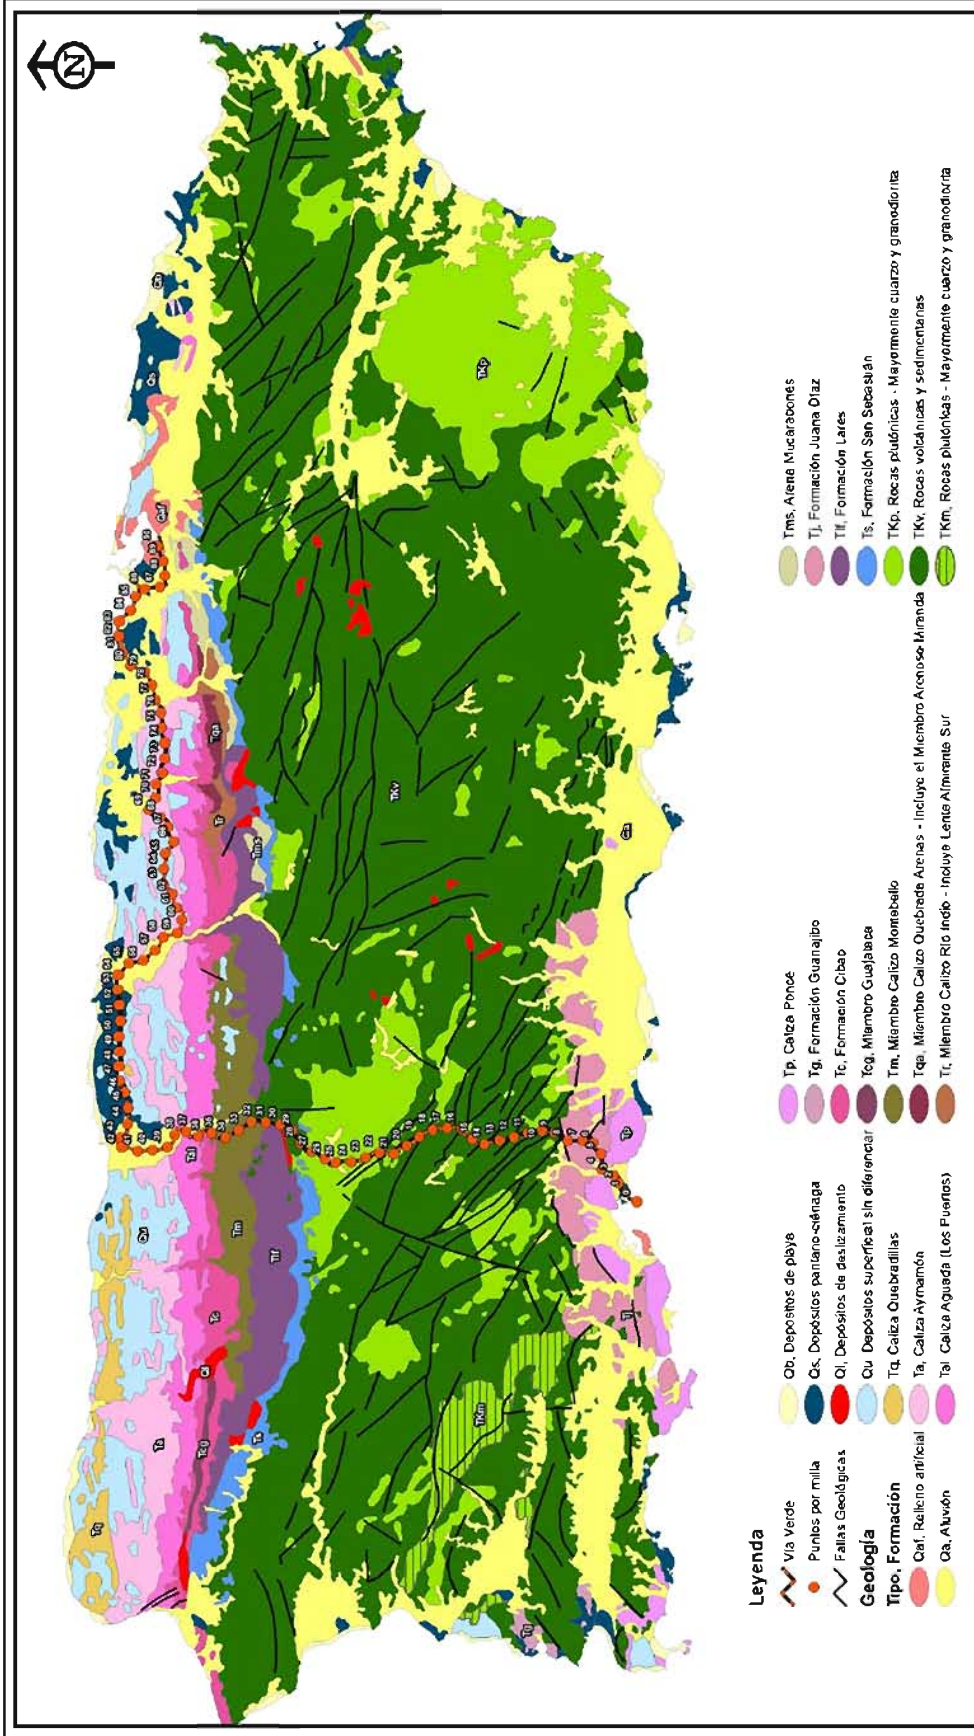 N
Qs
Qs
Qaf
Tqa
Tr
Tms
TKv
TKp
Qa
Qu
Tal
Tm
Tlf
Tc
Ql
Tcg
Ts
Ta
Tq
TKm
Tj
Tp
Tg
Leyenda
Vía Verde
Puntos por milla
Fallas Geológicas
Geología
Tipo, Formación
Qaf, Relleno artificial
Qa, Aluvión
Qb, Depósitos de playa
Qs, Depósitos pantano-ciénaga
Ql, Depósitos de deslizamiento
Qu Depósitos superficial sin diferenciar
Tq, Caliza Quebradillas
Ta, Caliza Aymamón
Tal Caliza Aguada (Los Puertos)
Tp, Caliza Ponce
Tg, Formación Guanajibo
Tc, Formación Cibao
Tcg, Miembro Guajataca
Tm, Miembro Calizo Montebello
Tqa, Miembro Calizo Quebrada Arenas - Incluye el Miembro Arenoso Miranda
Tr, Miembro Calizo Río Indio - Incluye Lente Almirante Sur
Tms, Arena Mucarabones
Tj, Formación Juana Díaz
Tlf, Formación Lares
Ts, Formación San Sebastián
TKp, Rocas plutónicas - Mayormente cuarzo y granodiorita
TKv, Rocas volcánicas y sedimentarias
TKm, Rocas plutónicas - Mayormente cuarzo y granodiorita